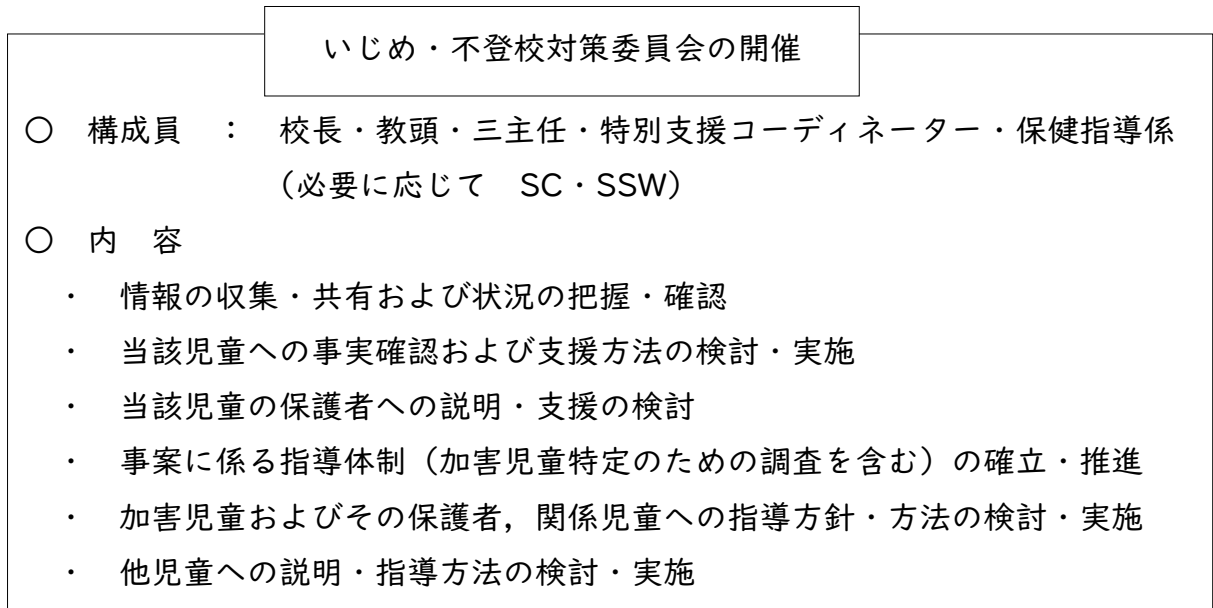 いじめ・不登校対策委員会の開催
○　構成員　：　校長・教頭・三主任・特別支援コーディネーター・保健指導係
（必要に応じて　SC・SSW）
○　内　容
・　情報の収集・共有および状況の把握・確認
・　当該児童への事実確認および支援方法の検討・実施
・　当該児童の保護者への説明・支援の検討
・　事案に係る指導体制（加害児童特定のための調査を含む）の確立・推進
・　加害児童およびその保護者，関係児童への指導方針・方法の検討・実施
・　他児童への説明・指導方法の検討・実施